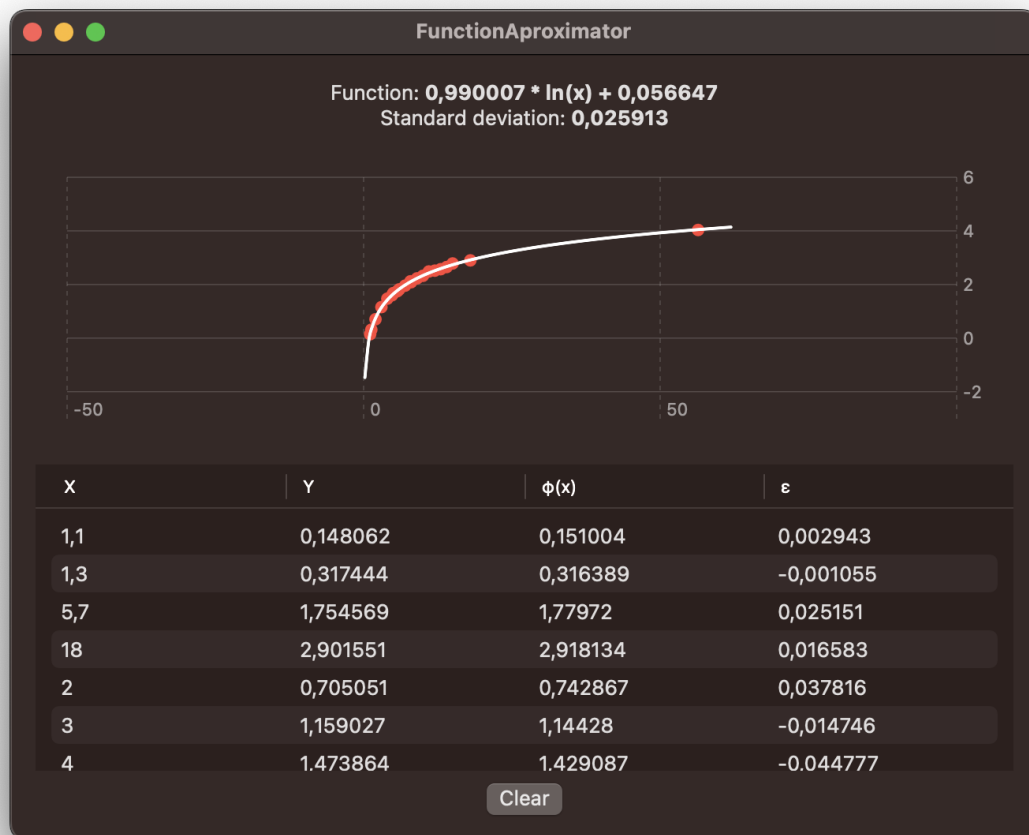 FunctionAproximator
Function: 0,990007 * ln(x) + 0,056647
Standard deviation: 0,025913
6
4
2
0
-2
-50 0 50
X Y φ(x) ε
1,1 0,148062 0,151004 0,002943
1,3 0,317444 0,316389 -0,001055
5,7 1,754569 1,77972 0,025151
18 2,901551 2,918134 0,016583
2 0,705051 0,742867 0,037816
3 1,159027 1,14428 -0,014746
4 1,473864 1,429087 -0,044777
Clear